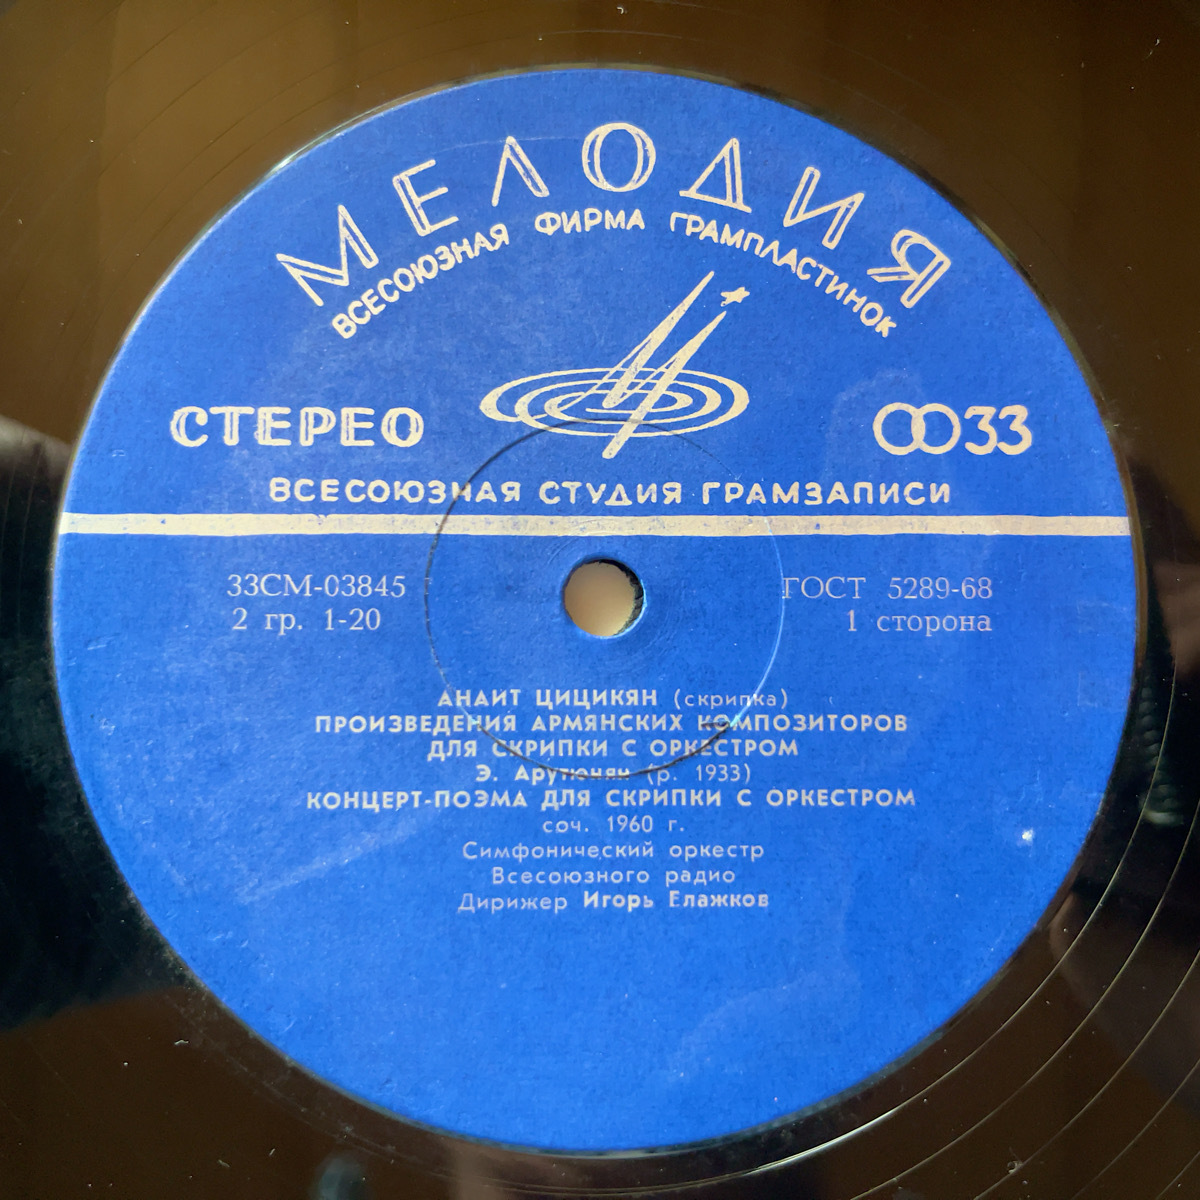 МЕЛОДИЯ
ВСЕСОЮЗНАЯ ФИРМА ГРАМПЛАСТИНОК
СТЕРЕО
33
ВСЕСОЮЗНАЯ СТУДИЯ ГРАМЗАПИСИ
33СМ-03845
2 гр. 1-20
ГОСТ 5289-68
1 сторона
АНАИТ ЦИЦИКЯН (скрипка)
ПРОИЗВЕДЕНИЯ АРМЯНСКИХ КОМПОЗИТОРОВ
ДЛЯ СКРИПКИ С ОРКЕСТРОМ
Э. Арутюнян (р. 1933)
КОНЦЕРТ-ПОЭМА ДЛЯ СКРИПКИ С ОРКЕСТРОМ
соч. 1960 г.
Симфонический оркестр
Всесоюзного радио
Дирижер Игорь Елажков